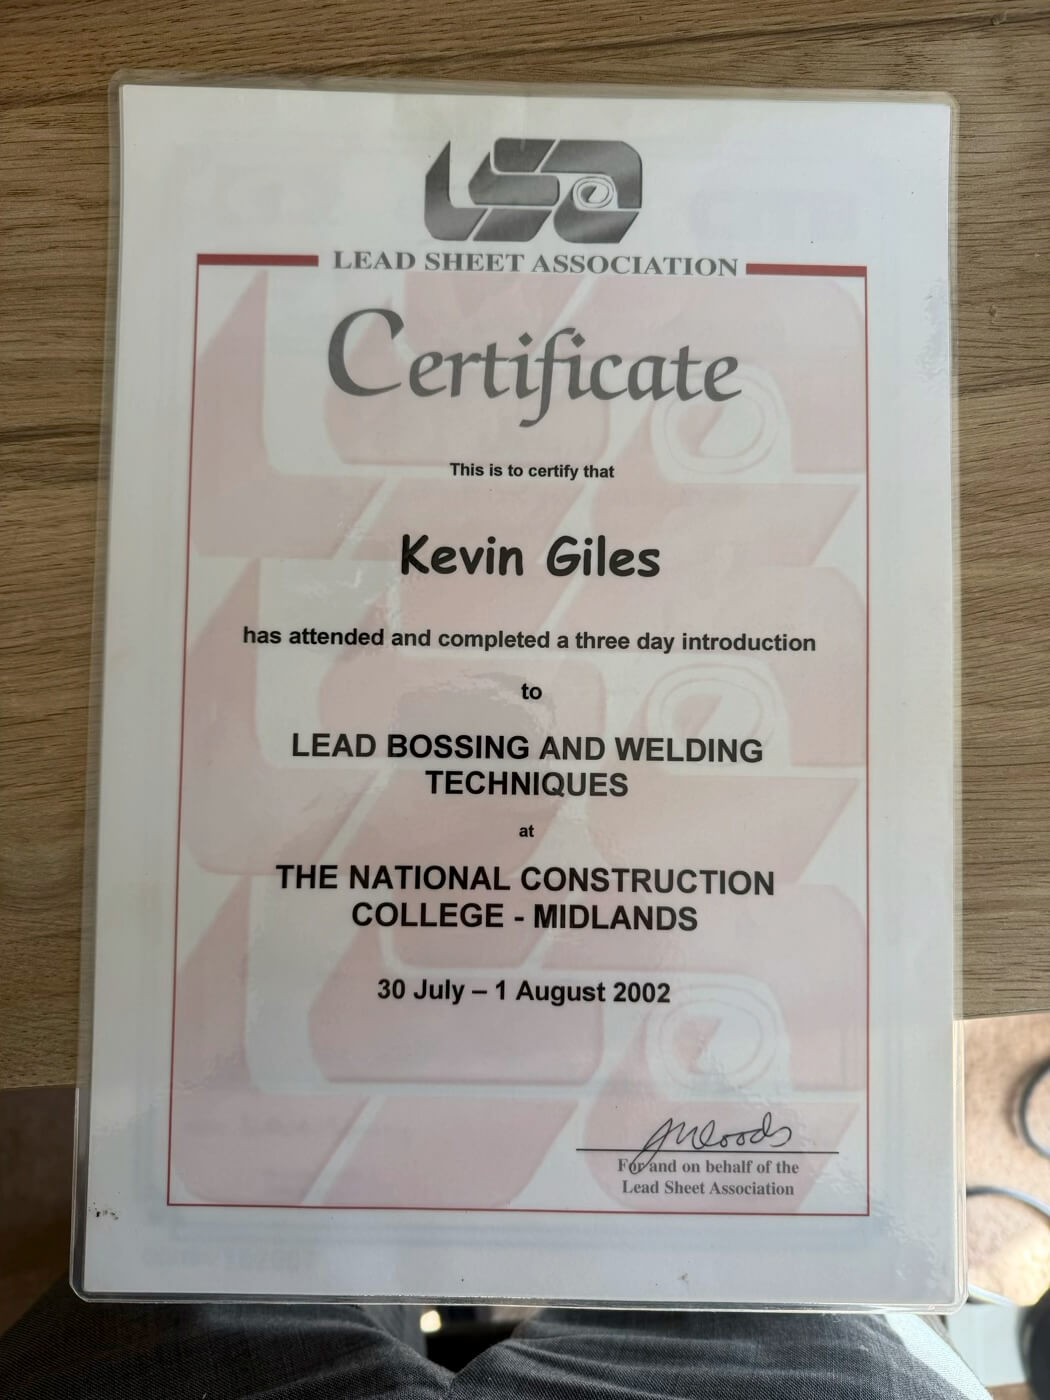 LSA
LEAD SHEET ASSOCIATION
Certificate
This is to certify that
Kevin Giles
has attended and completed a three day introduction
to
LEAD BOSSING AND WELDING
TECHNIQUES
at
THE NATIONAL CONSTRUCTION
COLLEGE - MIDLANDS
30 July – 1 August 2002
For and on behalf of the
Lead Sheet Association